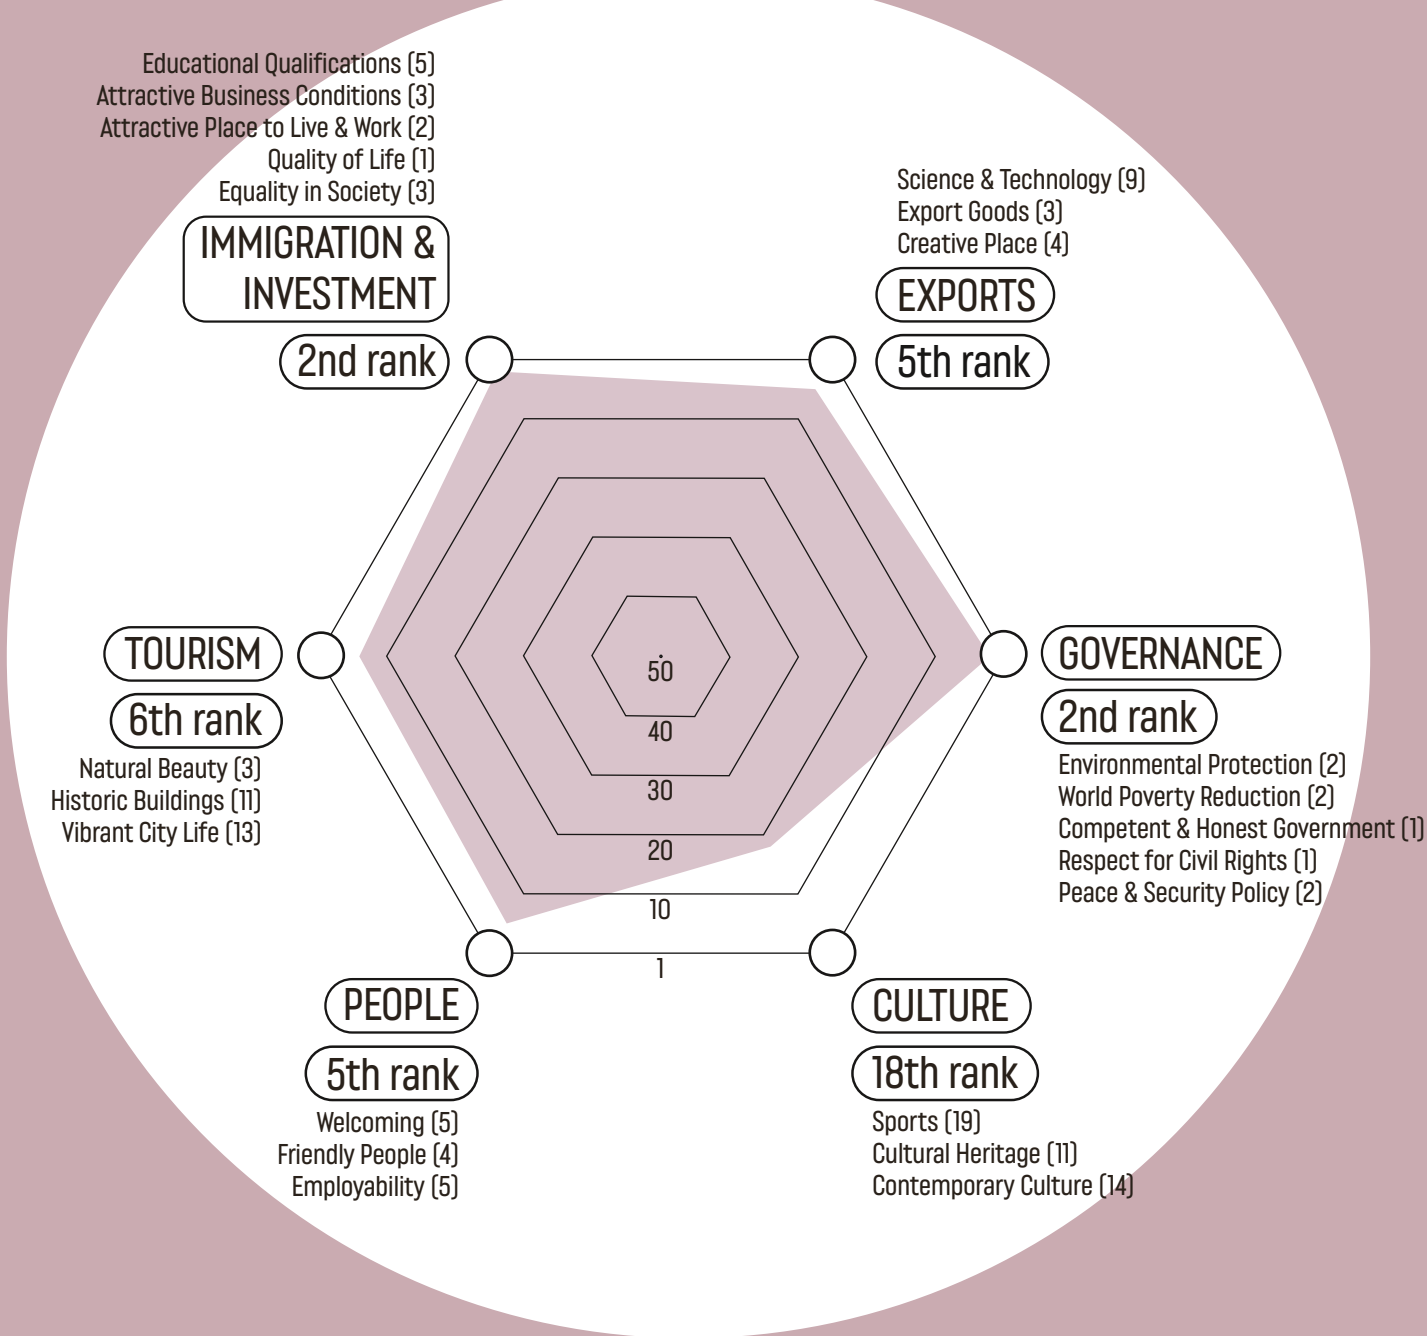 Educational Qualifications (5)
Attractive Business Conditions (3)
Attractive Place to Live & Work (2)
Quality of Life (1)
Equality in Society (3)
IMMIGRATION &
INVESTMENT
2nd rank
Science & Technology (9)
Export Goods (3)
Creative Place (4)
EXPORTS
5th rank
TOURISM
6th rank
Natural Beauty (3)
Historic Buildings (11)
Vibrant City Life (13)
50
40
30
20
10
1
GOVERNANCE
2nd rank
Environmental Protection (2)
World Poverty Reduction (2)
Competent & Honest Government (1)
Respect for Civil Rights (1)
Peace & Security Policy (2)
PEOPLE
5th rank
Welcoming (5)
Friendly People (4)
Employability (5)
CULTURE
18th rank
Sports (19)
Cultural Heritage (11)
Contemporary Culture (14)